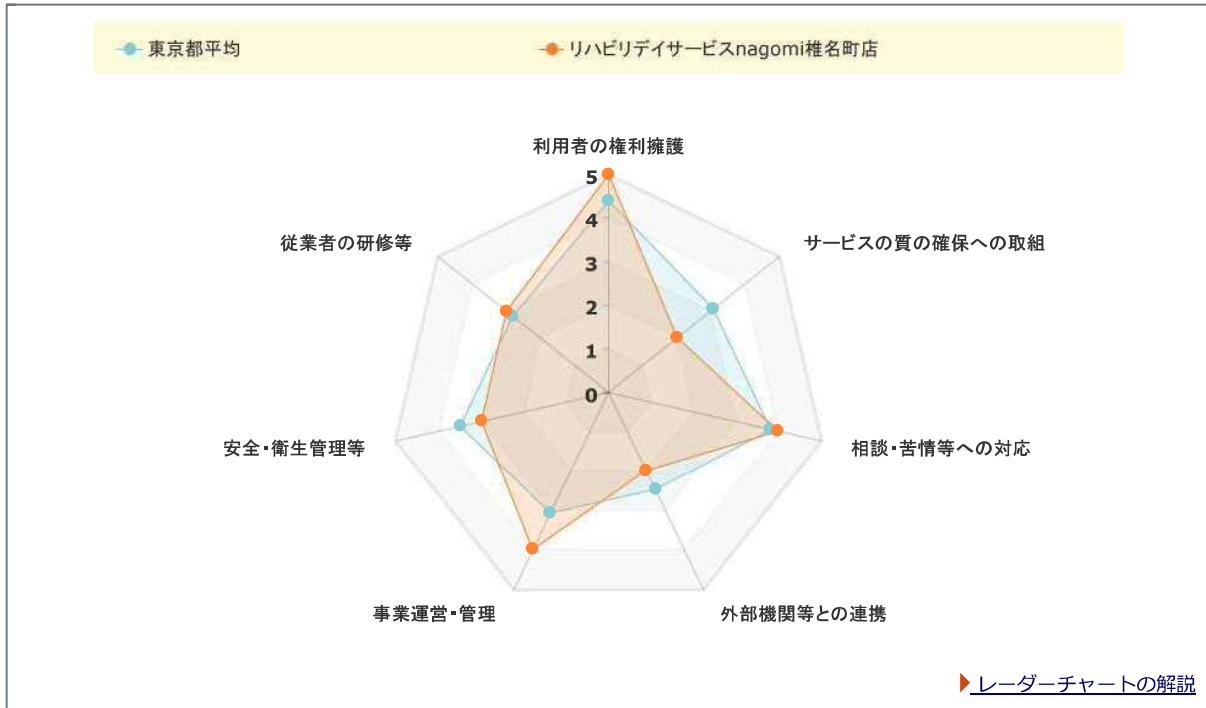 東京都平均
リハビリデイサービスnagomi椎名町店
利用者の権利擁護
5
4
3
2
1
0
従業者の研修等
サービスの質の確保への取組
安全・衛生管理等
相談・苦情等への対応
事業運営・管理
外部機関等との連携
レーダーチャートの解説